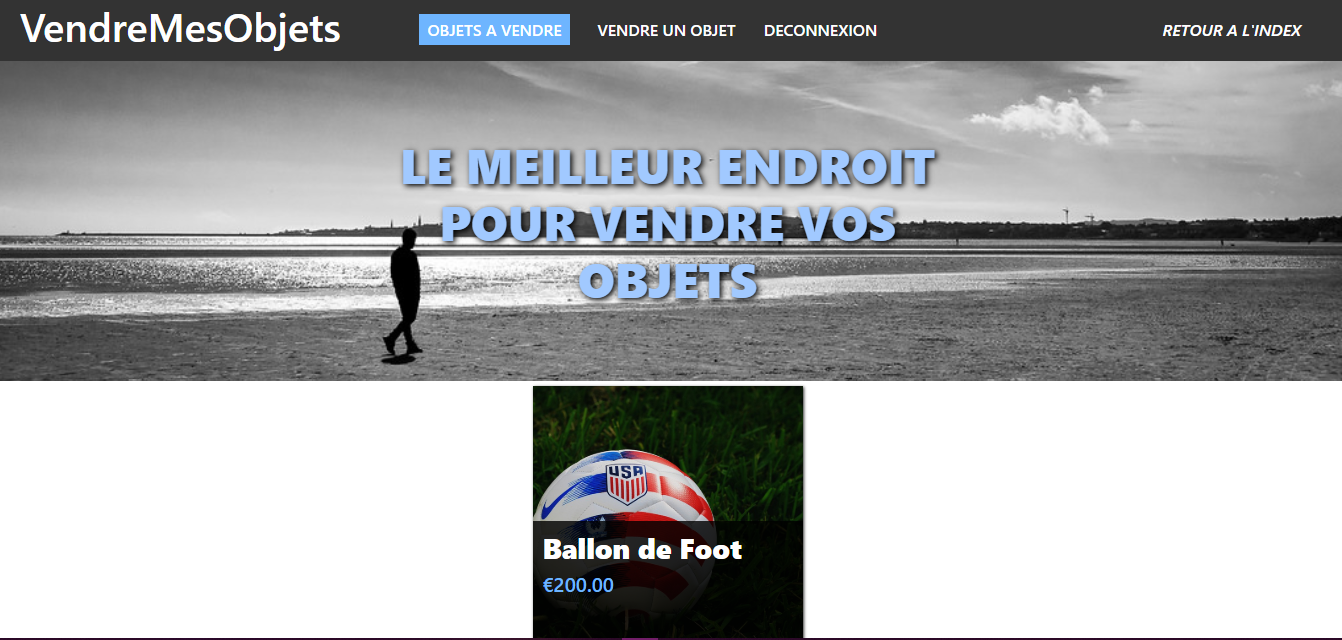 VendreMesObjets
OBJETS A VENDRE
VENDRE UN OBJET
DECONNEXION
RETOUR A L'INDEX
LE MEILLEUR ENDROIT
POUR VENDRE VOS
OBJETS
USA
Ballon de Foot
€200.00